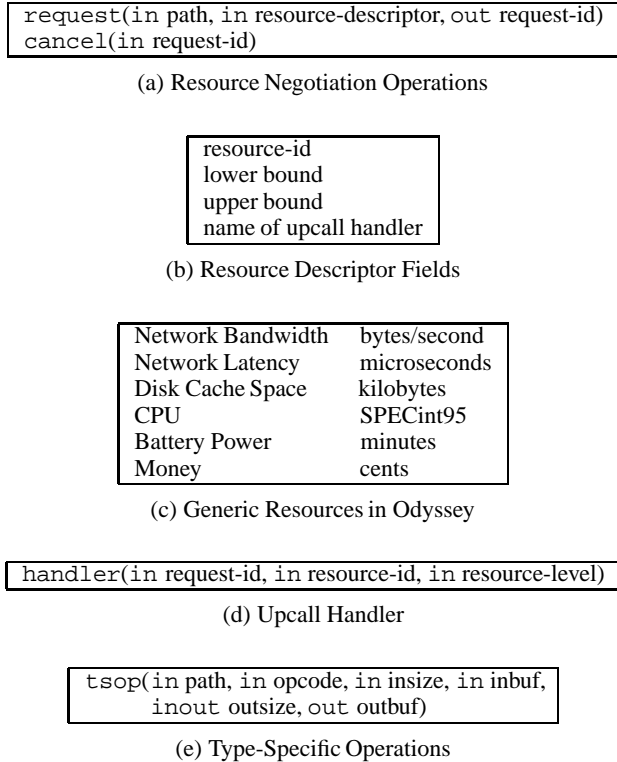 request(in path, in resource-descriptor, out request-id)
cancel(in request-id)
(a) Resource Negotiation Operations
resource-id
lower bound
upper bound
name of upcall handler
(b) Resource Descriptor Fields
Network Bandwidth bytes/second
Network Latency microseconds
Disk Cache Space kilobytes
CPU SPECint95
Battery Power minutes
Money cents
(c) Generic Resources in Odyssey
handler(in request-id, in resource-id, in resource-level)
(d) Upcall Handler
tsop(in path, in opcode, in insize, in inbuf,
inout outsize, out outbuf)
(e) Type-Specific Operations